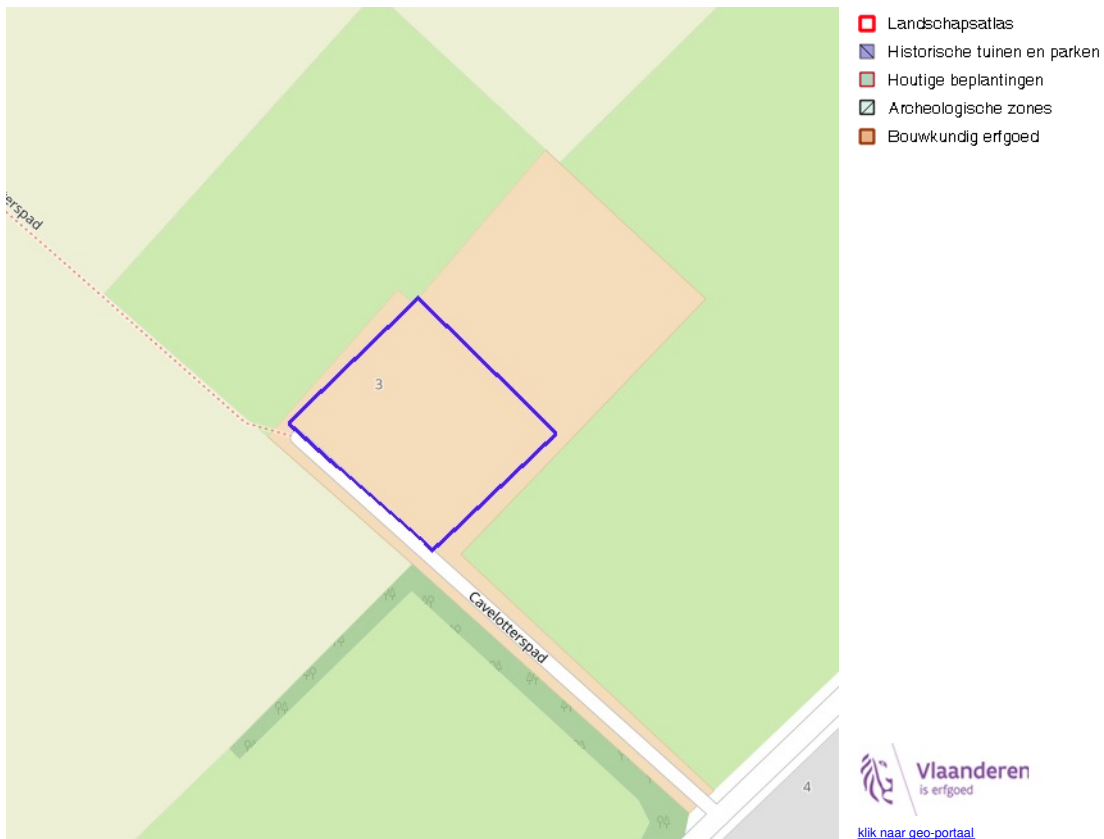 Landschapsatlas
Historische tuinen en parken
Houtige beplantingen
Archeologische zones
Bouwkundig erfgoed
terspad
3
Cavelotterspad
4
Vlaanderen
is erfgoed
klik naar geo-portaal